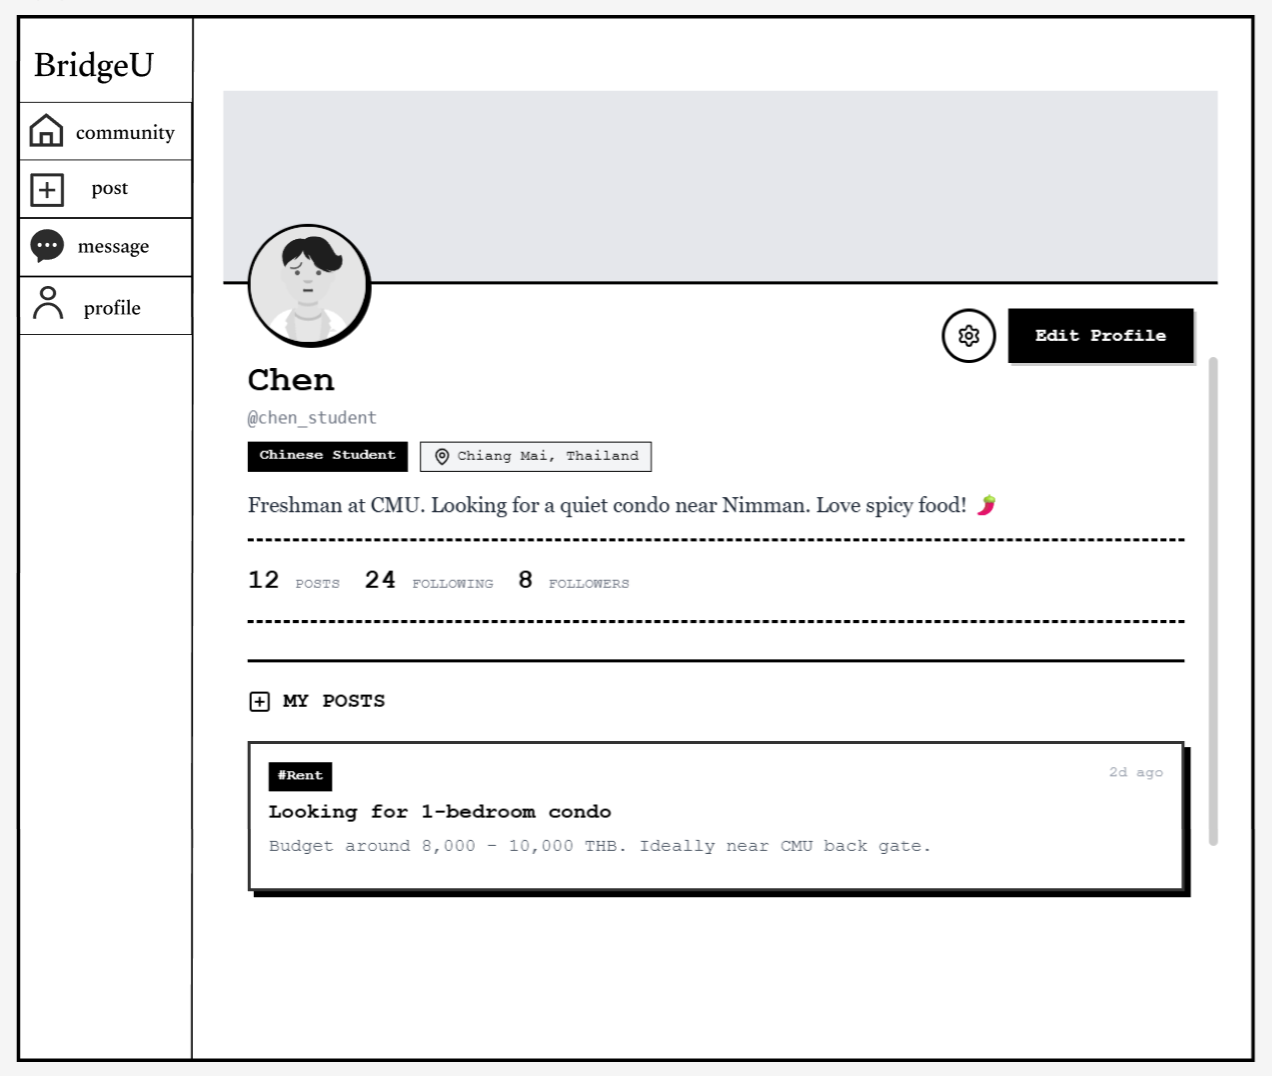 BridgeU
community
post
message
profile
Edit Profile
Chen
@chen_student
Chinese Student
Chiang Mai, Thailand
Freshman at CMU. Looking for a quiet condo near Nimman. Love spicy food! 🌶️
12 POSTS 24 FOLLOWING 8 FOLLOWERS
MY POSTS
#Rent
2d ago
Looking for 1-bedroom condo
Budget around 8,000 - 10,000 THB. Ideally near CMU back gate.